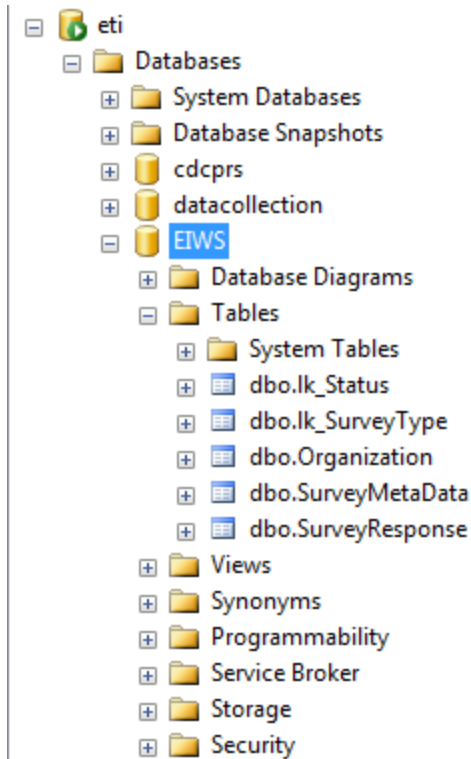 eti
Databases
System Databases
Database Snapshots
cdcprs
datacollection
EIWS
Database Diagrams
Tables
System Tables
dbo.lk_Status
dbo.lk_SurveyType
dbo.Organization
dbo.SurveyMetaData
dbo.SurveyResponse
Views
Synonyms
Programmability
Service Broker
Storage
Security